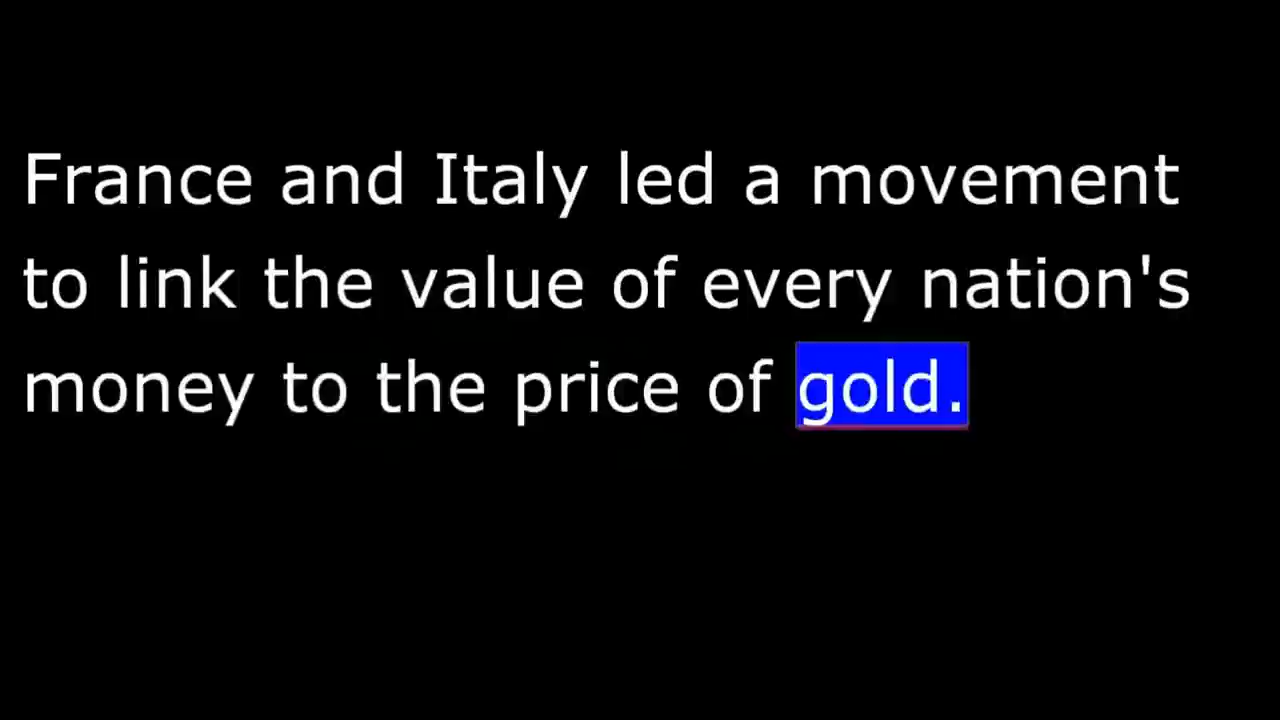 France and Italy led a movement
to link the value of every nation's
money to the price of gold.